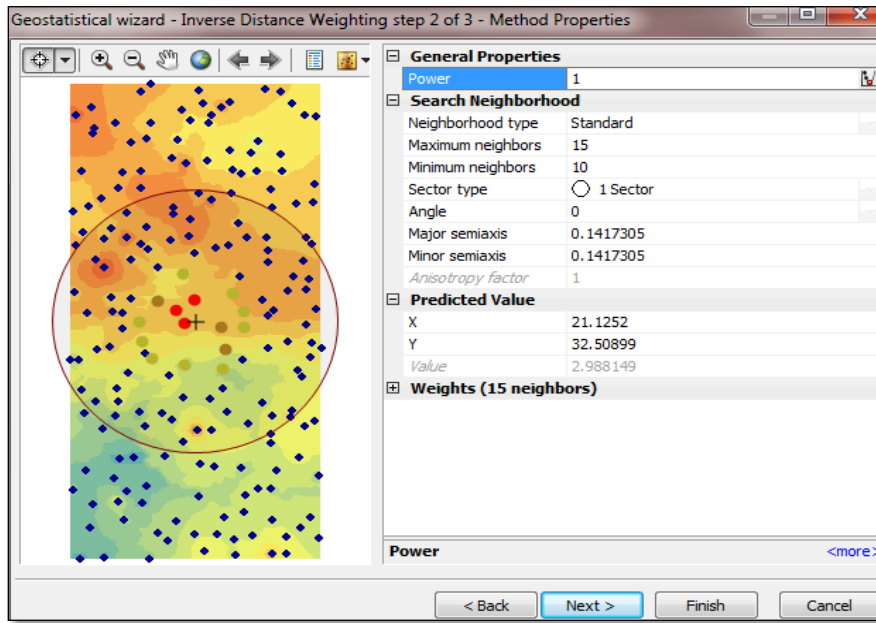 Geostatistical wizard - Inverse Distance Weighting step 2 of 3 - Method Properties
General Properties
Power 1
Search Neighborhood
Neighborhood type Standard
Maximum neighbors 15
Minimum neighbors 10
Sector type 1 Sector
Angle 0
Major semiaxis 0.1417305
Minor semiaxis 0.1417305
Anisotropy factor 1
Predicted Value
X 21.1252
Y 32.50899
Value 2.988149
Weights (15 neighbors)
Power <more>
< Back Next > Finish Cancel